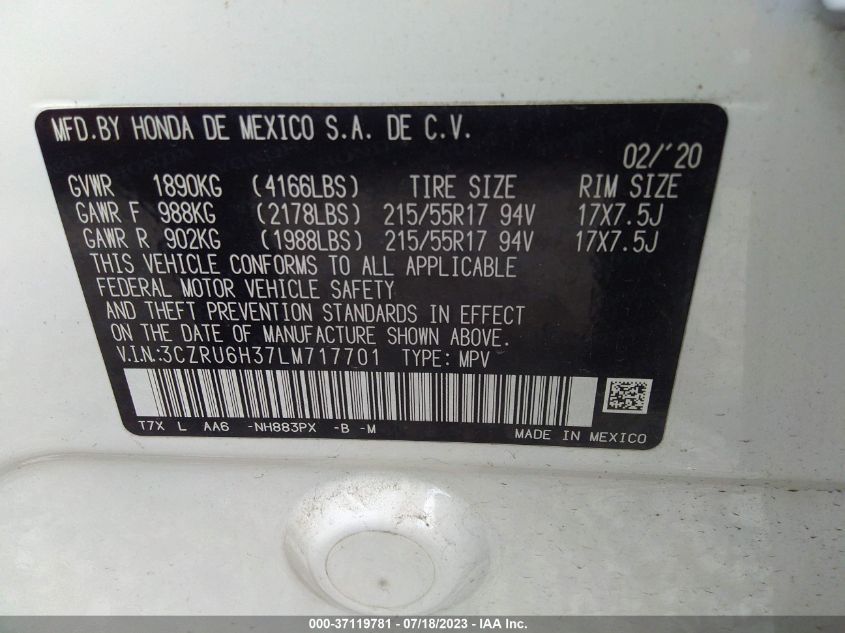 MFD.BY HONDA DE MEXICO S.A. DE C.V.
02/'20
GVWR 1890KG (4166LBS) TIRE SIZE RIM SIZE
GAWR F 988KG (2178LBS) 215/55R17 94V 17X7.5J
GAWR R 902KG (1988LBS) 215/55R17 94V 17X7.5J
THIS VEHICLE CONFORMS TO ALL APPLICABLE
FEDERAL MOTOR VEHICLE SAFETY
AND THEFT PREVENTION STANDARDS IN EFFECT
ON THE DATE OF MANUFACTURE SHOWN ABOVE.
V.I.N.:3CZRU6H37LM717701 TYPE: MPV
T7X L AA6 -NH883PX -B -M
MADE IN MEXICO
000-37119781 - 07/18/2023 - IAA Inc.